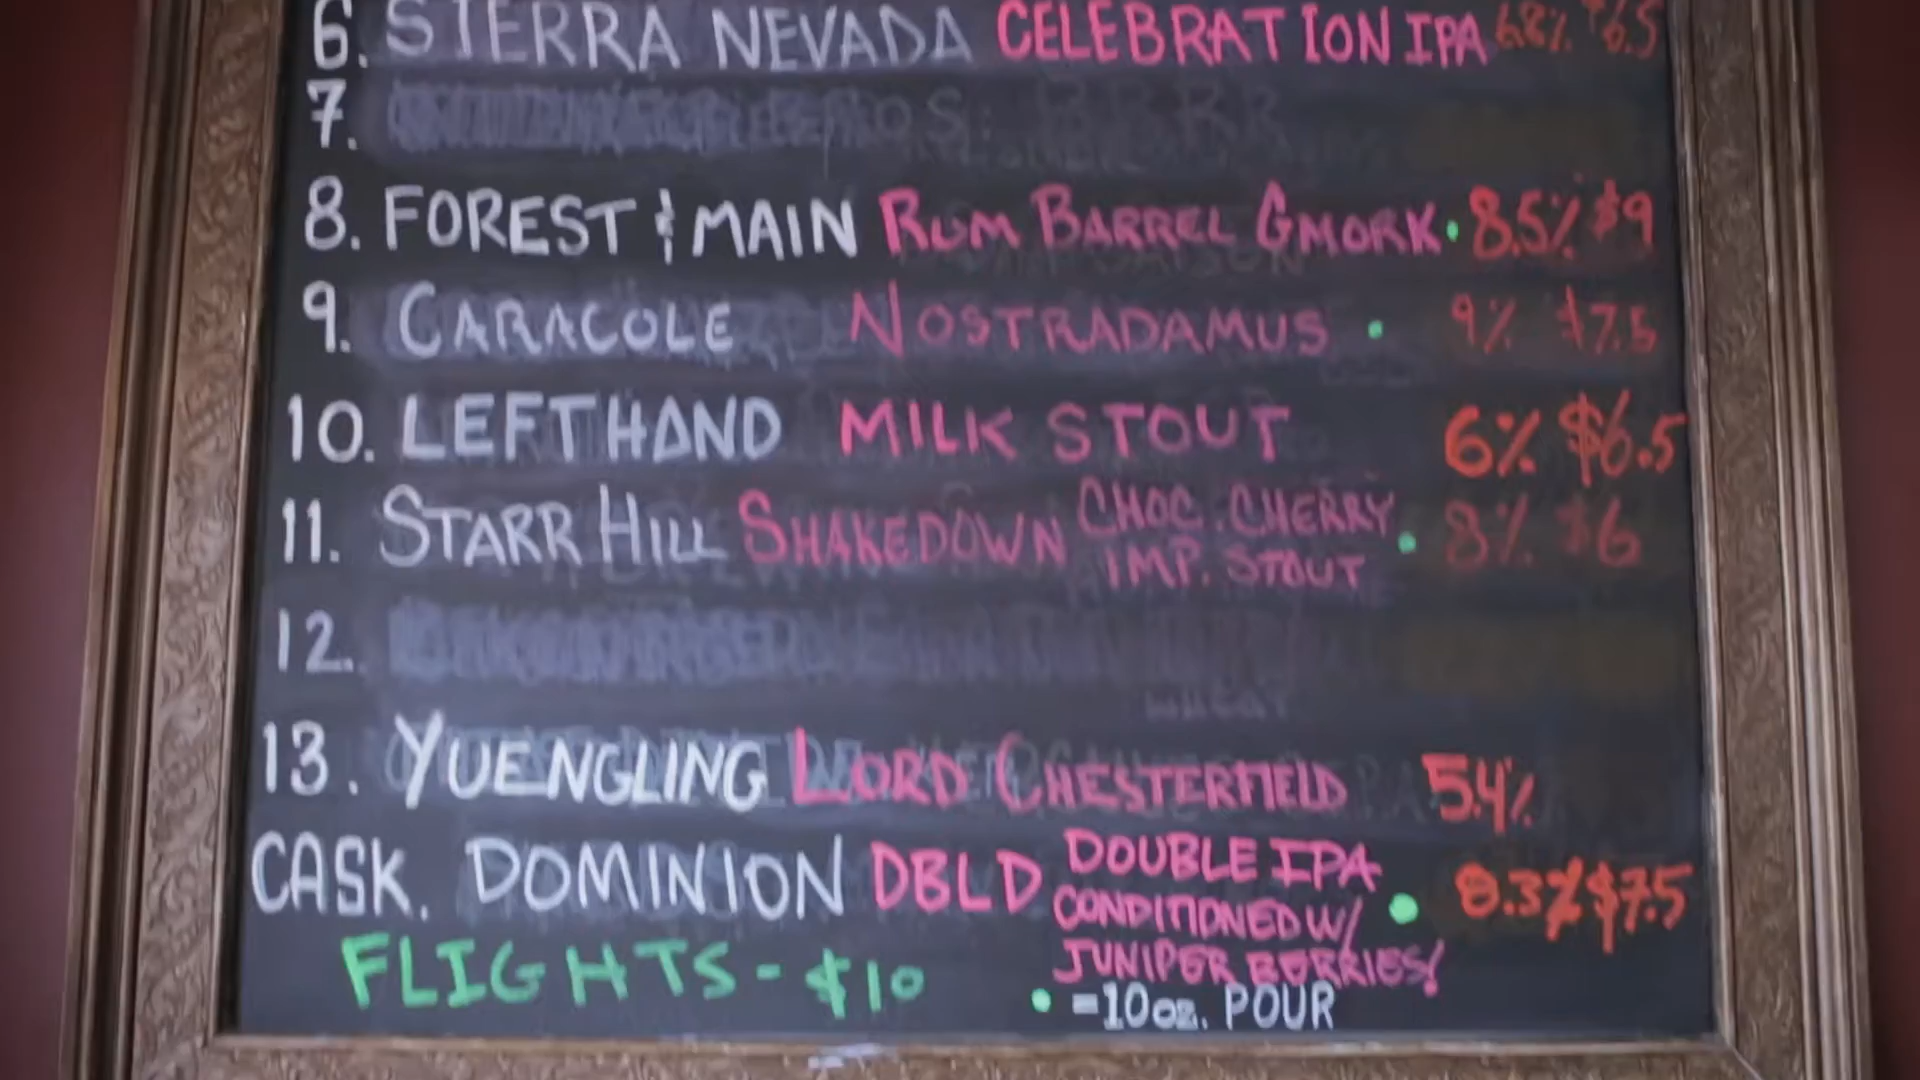 6. SIERRA NEVADA CELEBRATION IPA 6.8% $6.5
7.
8. FOREST & MAIN RUM BARREL GMORK • 8.5% $9
9. CARACOLE NOSTRADAMUS • 9% $7.5
10. LEFT HAND MILK STOUT 6% $6.5
11. STARR HILL SHAKEDOWN CHOC. CHERRY IMP. STOUT • 8% $6
12.
13. YUENGLING LORD CHESTERFIELD 5.4%
CASK. DOMINION DBLD DOUBLE IPA CONDITIONED W/ JUNIPER BERRIES! • 8.3% $7.5
FLIGHTS - $10
• =10oz. POUR